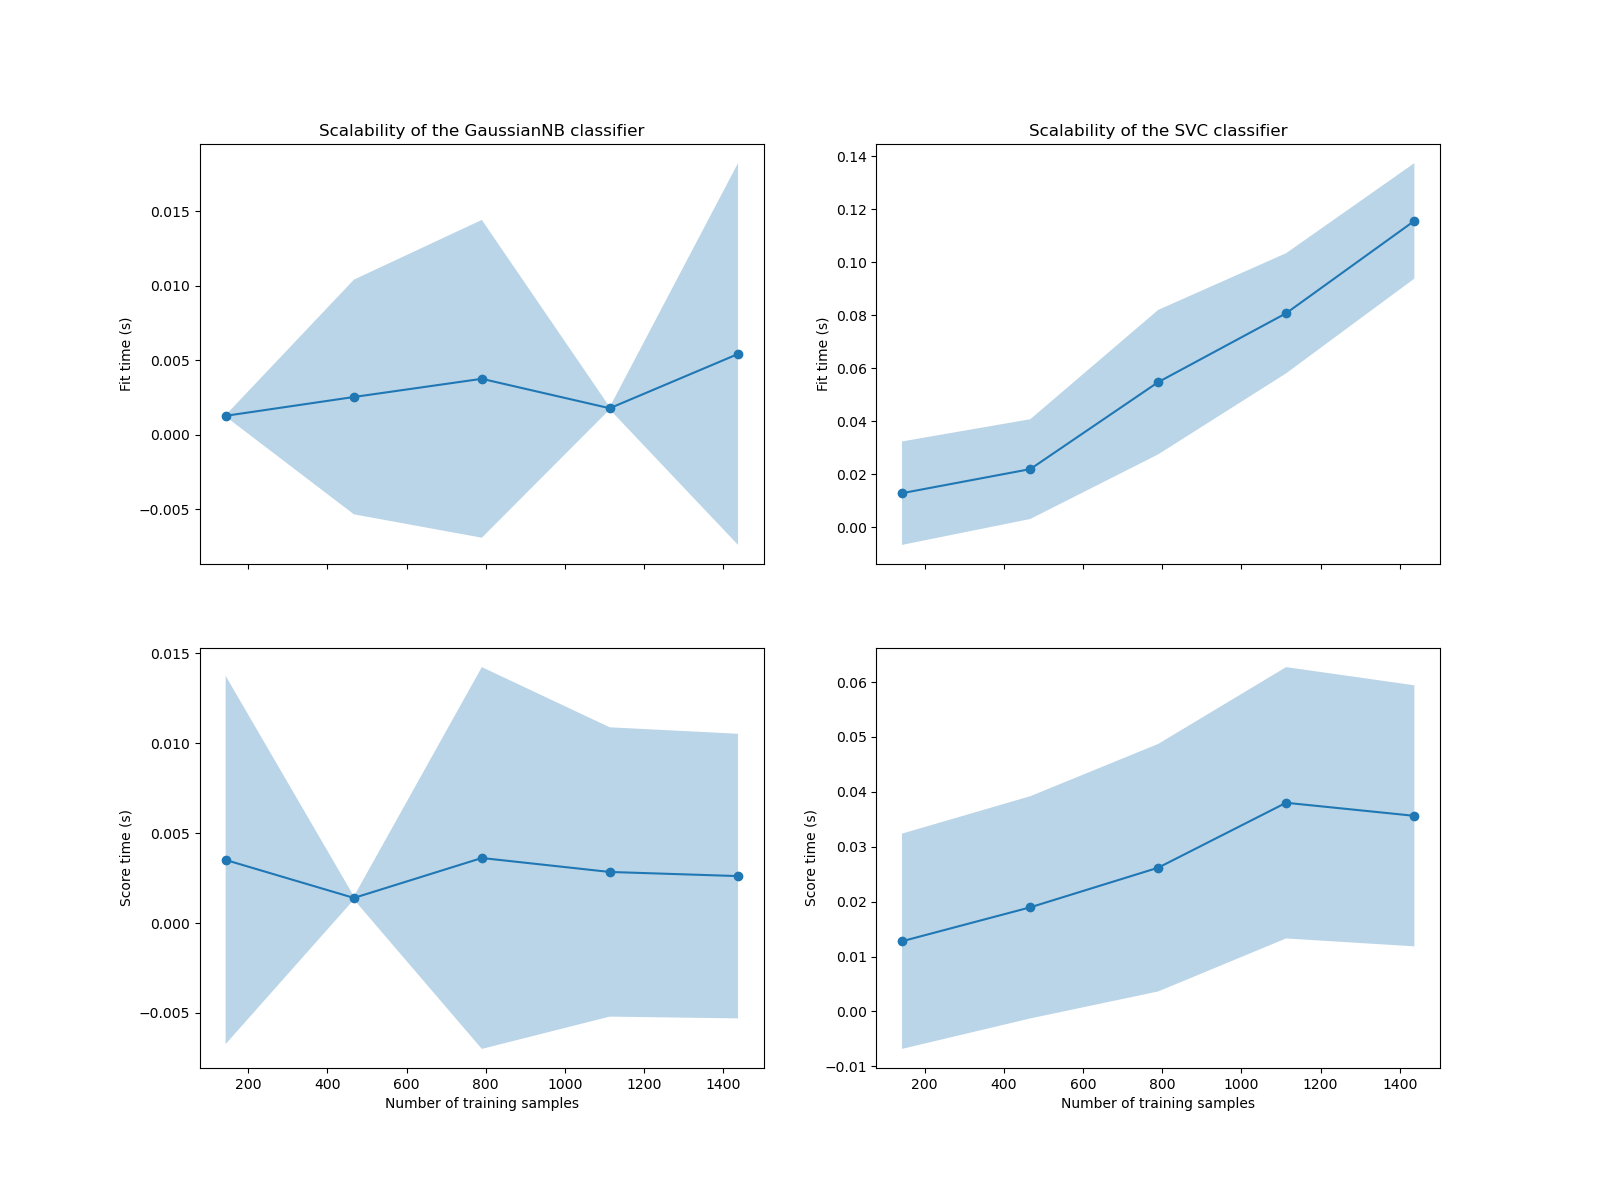 Scalability of the GaussianNB classifier
0.015
0.010
0.005
0.000
−0.005
Fit time (s)
Scalability of the SVC classifier
0.14
0.12
0.10
0.08
0.06
0.04
0.02
0.00
Fit time (s)
0.015
0.010
0.005
0.000
−0.005
Score time (s)
200 400 600 800 1000 1200 1400
Number of training samples
0.06
0.05
0.04
0.03
0.02
0.01
0.00
−0.01
Score time (s)
200 400 600 800 1000 1200 1400
Number of training samples